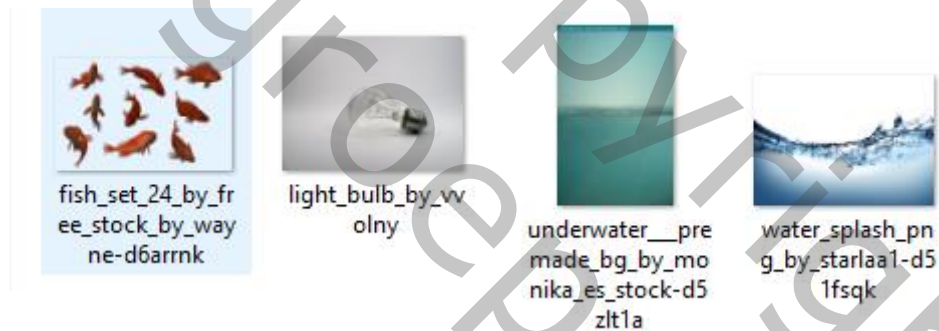 fish_set_24_by_fr
ee_stock_by_way
ne-d6arrnk
light_bulb_by_vv
olny
underwater__pre
made_bg_by_mo
nika_es_stock-d5
zlt1a
water_splash_pn
g_by_starlaa1-d5
1fsqk